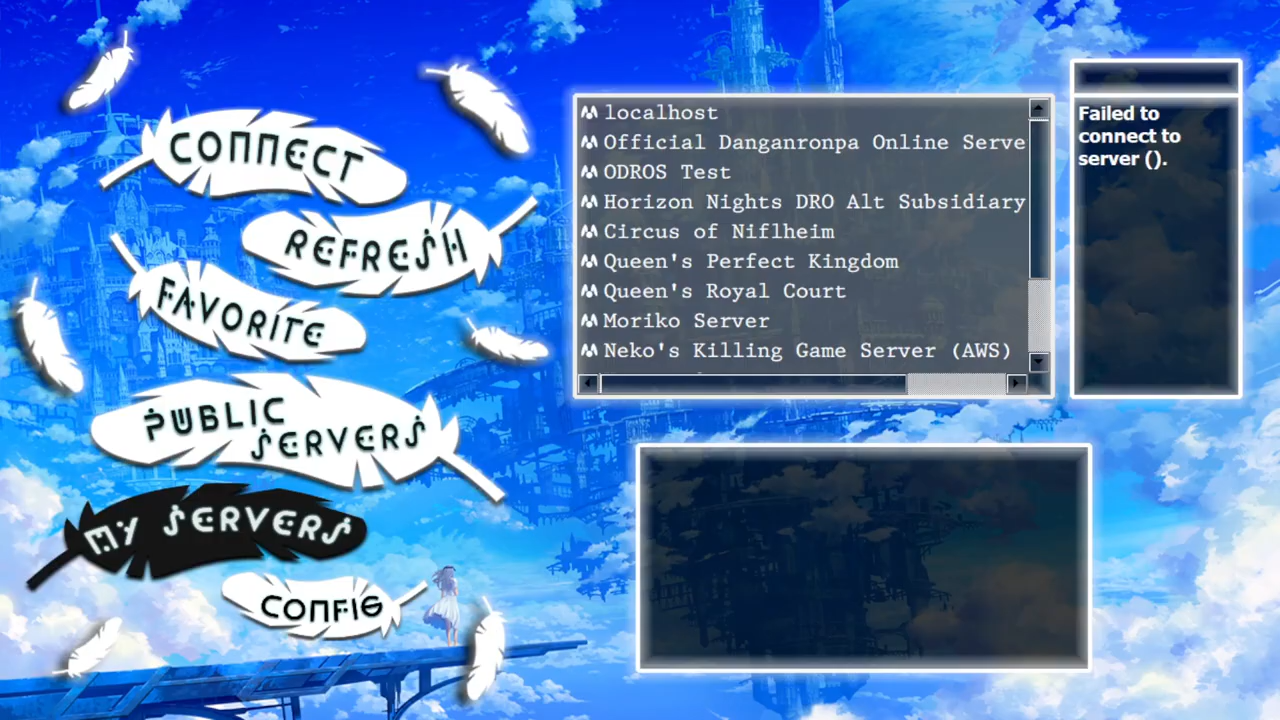 CONNECT
REFRESH
FAVORITE
PUBLIC
SERVERS
MY SERVERS
CONFIG
localhost
Official Danganronpa Online Serve
ODROS Test
Horizon Nights DRO Alt Subsidiary
Circus of Niflheim
Queen's Perfect Kingdom
Queen's Royal Court
Moriko Server
Neko's Killing Game Server (AWS)
Failed to
connect to
server ().